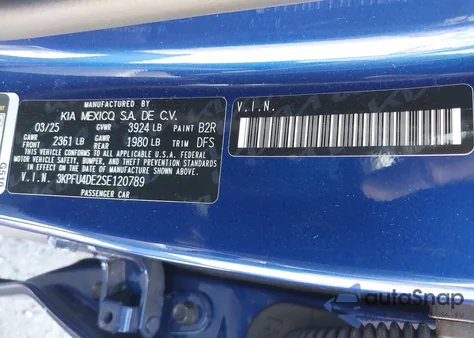 MANUFACTURED BY
KIA MEXICO S.A. DE C.V.
03/25 GVWR 3924 LB PAINT B2R
GAWR FRONT 2361 LB GAWR REAR 1980 LB TRIM DFS
THIS VEHICLE CONFORMS TO ALL APPLICABLE U.S. FEDERAL
MOTOR VEHICLE SAFETY, BUMPER, AND THEFT PREVENTION
STANDARDS IN EFFECT ON THE DATE OF MANUFACTURE SHOWN ABOVE.
V.I.N. 3KPFU4DE2SE120789
PASSENGER CAR
V.I.N.
G510
autoSnap